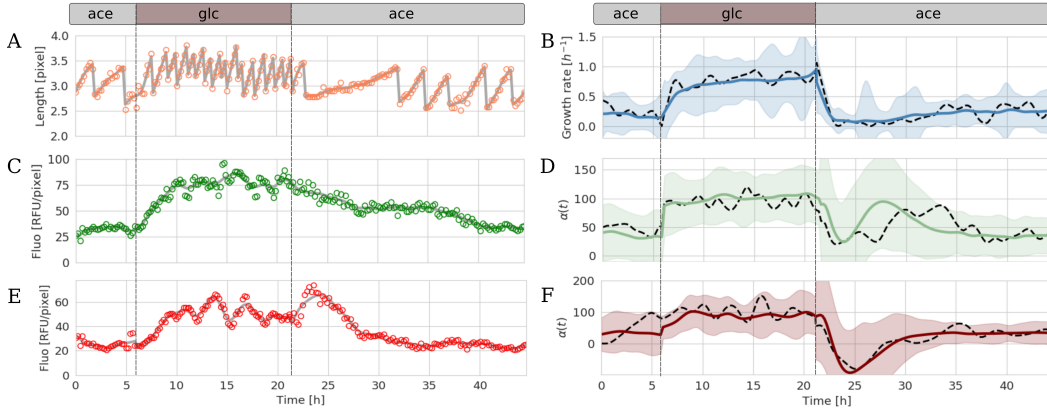 ace glc ace
ace glc ace
A
Length [pixel]
4.0
3.5
3.0
2.5
2.0
B
Growth rate [h⁻¹]
1.5
1.0
0.5
0.0
C
Fluo [RFU/pixel]
100
75
50
25
0
D
α(t)
150
100
50
0
E
Fluo [RFU/pixel]
60
40
20
0
0 5 10 15 20 25 30 35 40
Time [h]
F
α(t)
200
100
0
0 5 10 15 20 25 30 35 40
Time [h]